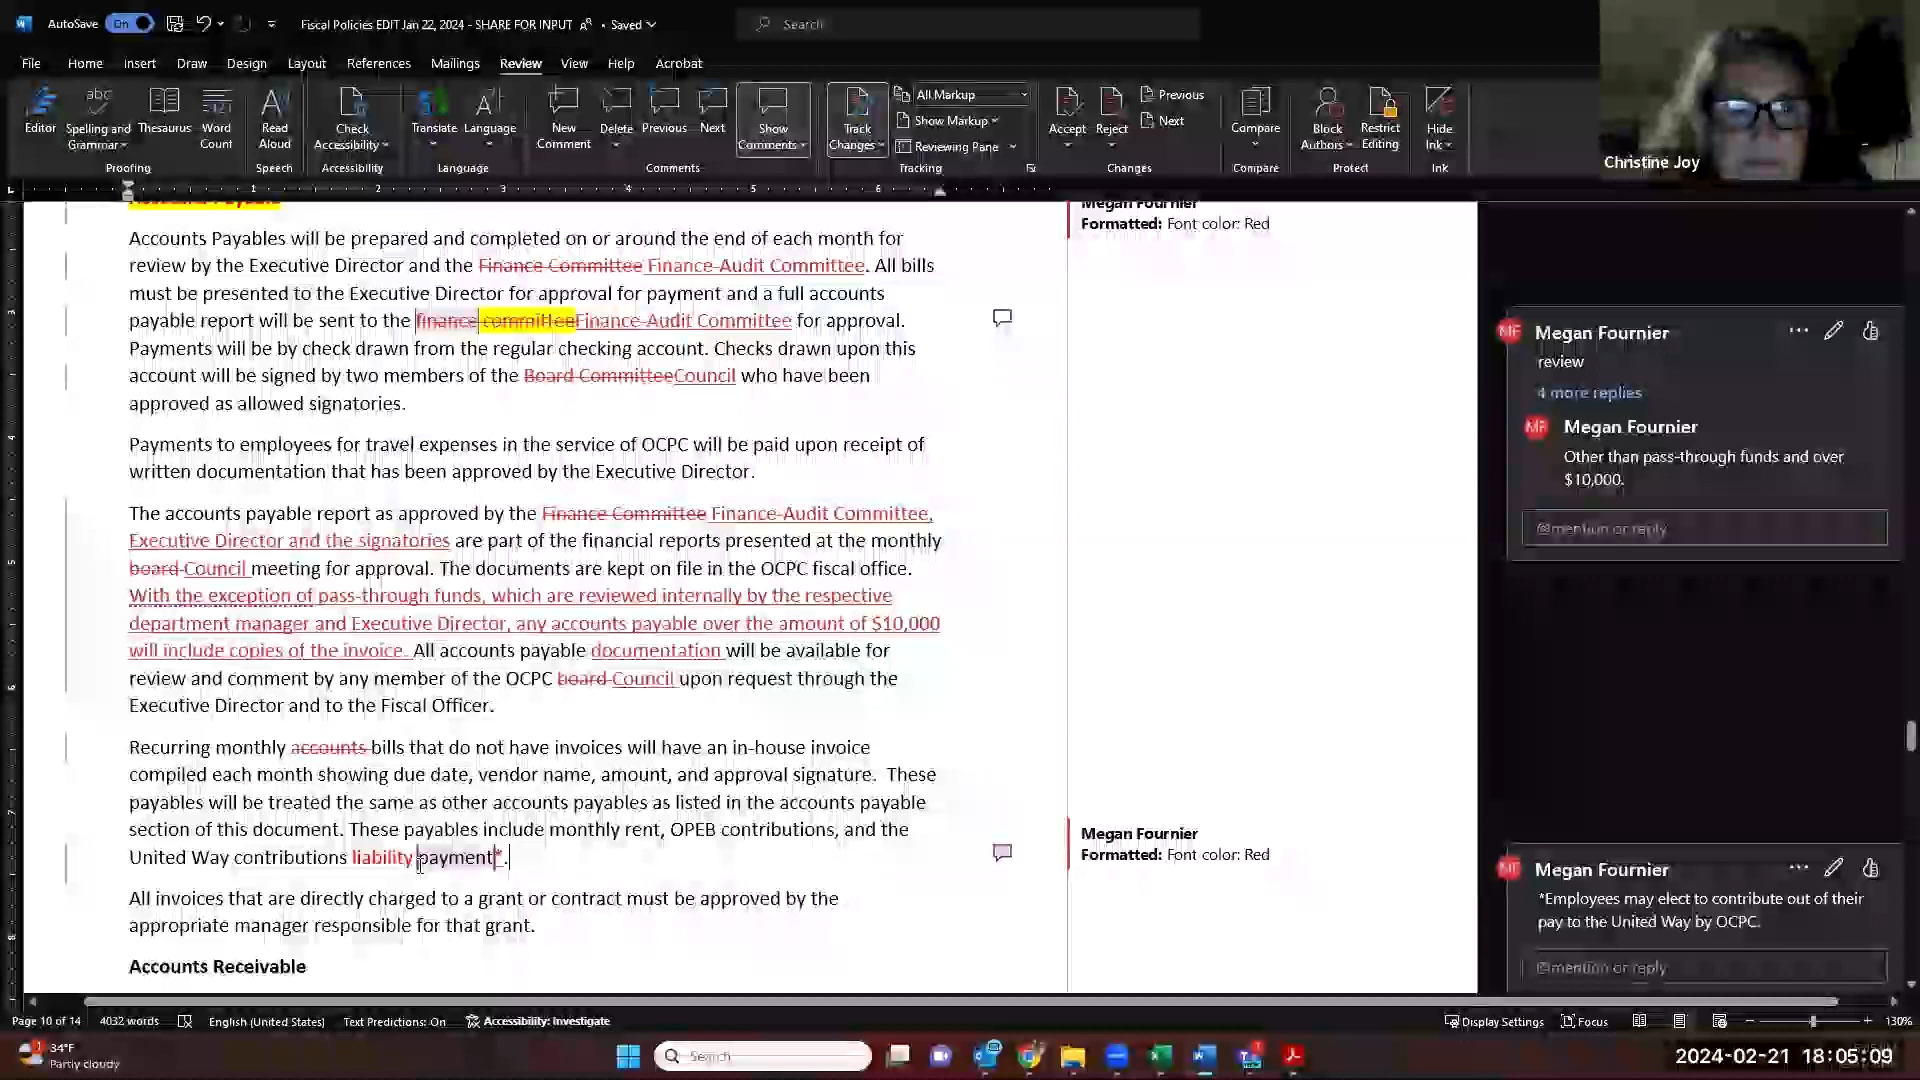 AutoSave On Fiscal Policies EDIT Jan 22, 2024 - SHARE FOR INPUT • Saved Search
File Home Insert Draw Design Layout References Mailings Review View Help Acrobat
Editor Spelling and Grammar Thesaurus Word Count Read Aloud Check Accessibility Translate Language New Comment Delete Previous Next Show Comments Track Changes All Markup Show Markup Reviewing Pane Accept Reject Previous Next Compare Block Authors Restrict Editing Hide Ink
Proofing Speech Accessibility Language Comments Tracking Changes Compare Protect Ink
Christine Joy
1 2 3 4 5 6
Accounts Payables will be prepared and completed on or around the end of each month for
review by the Executive Director and the Finance Committee Finance-Audit Committee. All bills
must be presented to the Executive Director for approval for payment and a full accounts
payable report will be sent to the finance committeeFinance-Audit Committee for approval.
Payments will be by check drawn from the regular checking account. Checks drawn upon this
account will be signed by two members of the Board CommitteeCouncil who have been
approved as allowed signatories.
Payments to employees for travel expenses in the service of OCPC will be paid upon receipt of
written documentation that has been approved by the Executive Director.
The accounts payable report as approved by the Finance Committee Finance-Audit Committee,
Executive Director and the signatories are part of the financial reports presented at the monthly
board Council meeting for approval. The documents are kept on file in the OCPC fiscal office.
With the exception of pass-through funds, which are reviewed internally by the respective
department manager and Executive Director, any accounts payable over the amount of $10,000
will include copies of the invoice. All accounts payable documentation will be available for
review and comment by any member of the OCPC board Council upon request through the
Executive Director and to the Fiscal Officer.
Recurring monthly accounts bills that do not have invoices will have an in-house invoice
compiled each month showing due date, vendor name, amount, and approval signature. These
payables will be treated the same as other accounts payables as listed in the accounts payable
section of this document. These payables include monthly rent, OPEB contributions, and the
United Way contributions liability payment*.
All invoices that are directly charged to a grant or contract must be approved by the
appropriate manager responsible for that grant.
Accounts Receivable
Megan Fournier
Formatted: Font color: Red
Megan Fournier
Formatted: Font color: Red
MF Megan Fournier
review
4 more replies
MF Megan Fournier
Other than pass-through funds and over
$10,000.
@mention or reply
MF Megan Fournier
*Employees may elect to contribute out of their
pay to the United Way by OCPC.
@mention or reply
Page 10 of 14 4032 words English (United States) Text Predictions: On Accessibility: Investigate Display Settings Focus 130%
34°F
Partly cloudy
Search
2024-02-21 18:05:09